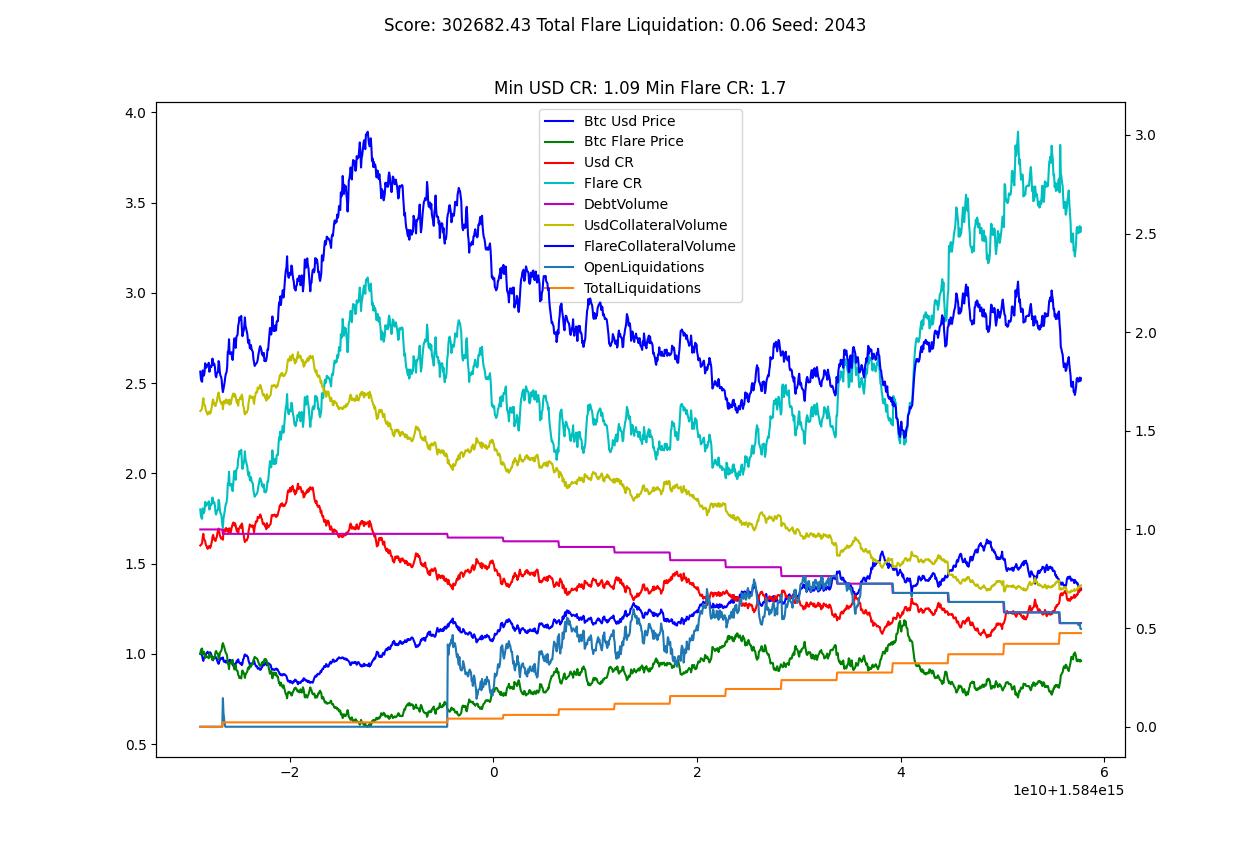 Score: 302682.43 Total Flare Liquidation: 0.06 Seed: 2043
Min USD CR: 1.09 Min Flare CR: 1.7
Btc Usd Price
Btc Flare Price
Usd CR
Flare CR
DebtVolume
UsdCollateralVolume
FlareCollateralVolume
OpenLiquidations
TotalLiquidations
4.0
3.5
3.0
2.5
2.0
1.5
1.0
0.5
3.0
2.5
2.0
1.5
1.0
0.5
0.0
−2
0
2
4
6
1e10+1.584e15